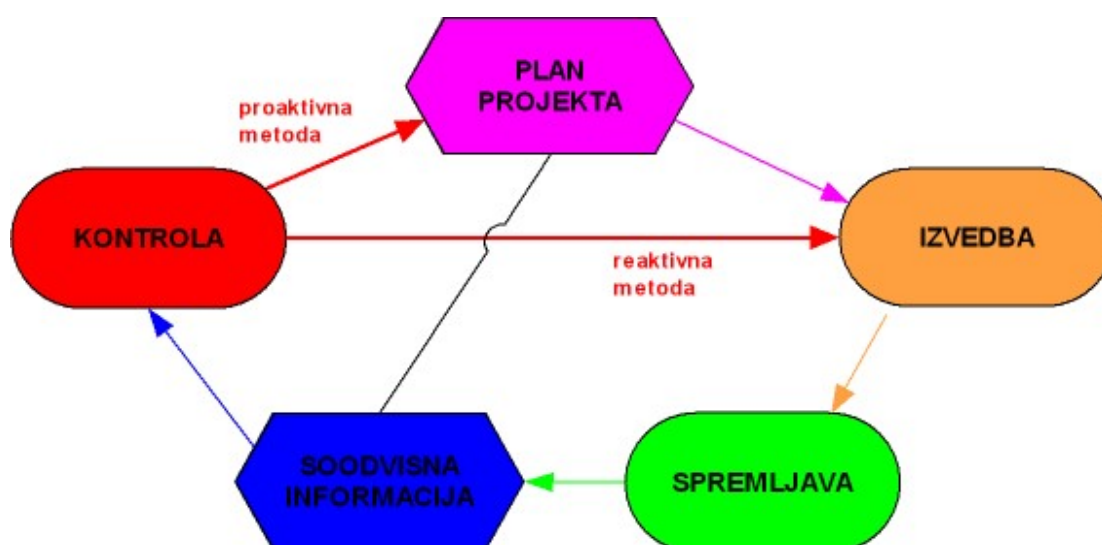 PLAN
PROJEKTA
proaktivna
metoda
KONTROLA
IZVEDBA
reaktivna
metoda
SOODVISNA
INFORMACIJA
SPREMLJAVA